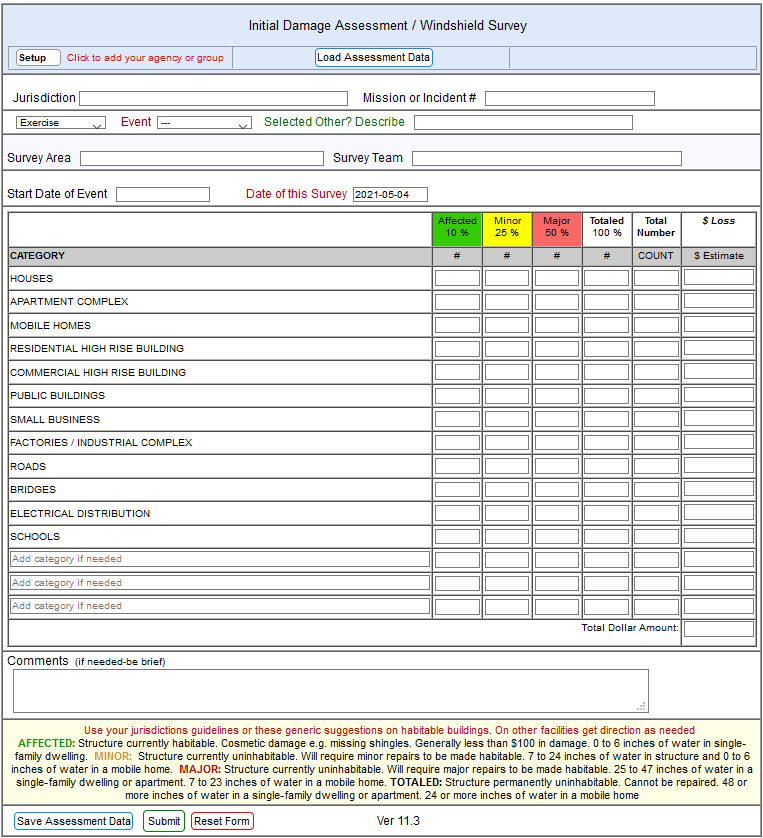 Initial Damage Assessment / Windshield Survey
Setup Click to add your agency or group Load Assessment Data
Jurisdiction Mission or Incident #
Exercise Event --- Selected Other? Describe
Survey Area Survey Team
Start Date of Event Date of this Survey 2021-05-04
Affected Minor Major Totaled Total $ Loss
10 % 25 % 50 % 100 % Number
CATEGORY # # # # COUNT $ Estimate
HOUSES
APARTMENT COMPLEX
MOBILE HOMES
RESIDENTIAL HIGH RISE BUILDING
COMMERCIAL HIGH RISE BUILDING
PUBLIC BUILDINGS
SMALL BUSINESS
FACTORIES / INDUSTRIAL COMPLEX
ROADS
BRIDGES
ELECTRICAL DISTRIBUTION
SCHOOLS
Add category if needed
Add category if needed
Add category if needed
Total Dollar Amount:
Comments (if needed-be brief)
Use your jurisdictions guidelines or these generic suggestions on habitable buildings. On other facilities get direction as needed
AFFECTED: Structure currently habitable. Cosmetic damage e.g. missing shingles. Generally less than $100 in damage. 0 to 6 inches of water in single-
family dwelling. MINOR: Structure currently uninhabitable. Will require minor repairs to be made habitable. 7 to 24 inches of water in structure and 0 to 6
inches of water in a mobile home. MAJOR: Structure currently uninhabitable. Will require major repairs to be made habitable. 25 to 47 inches of water in a
single-family dwelling or apartment. 7 to 23 inches of water in a mobile home. TOTALED: Structure permanently uninhabitable. Cannot be repaired. 48 or
more inches of water in a single-family dwelling or apartment. 24 or more inches of water in a mobile home
Save Assessment Data Submit Reset Form Ver 11.3